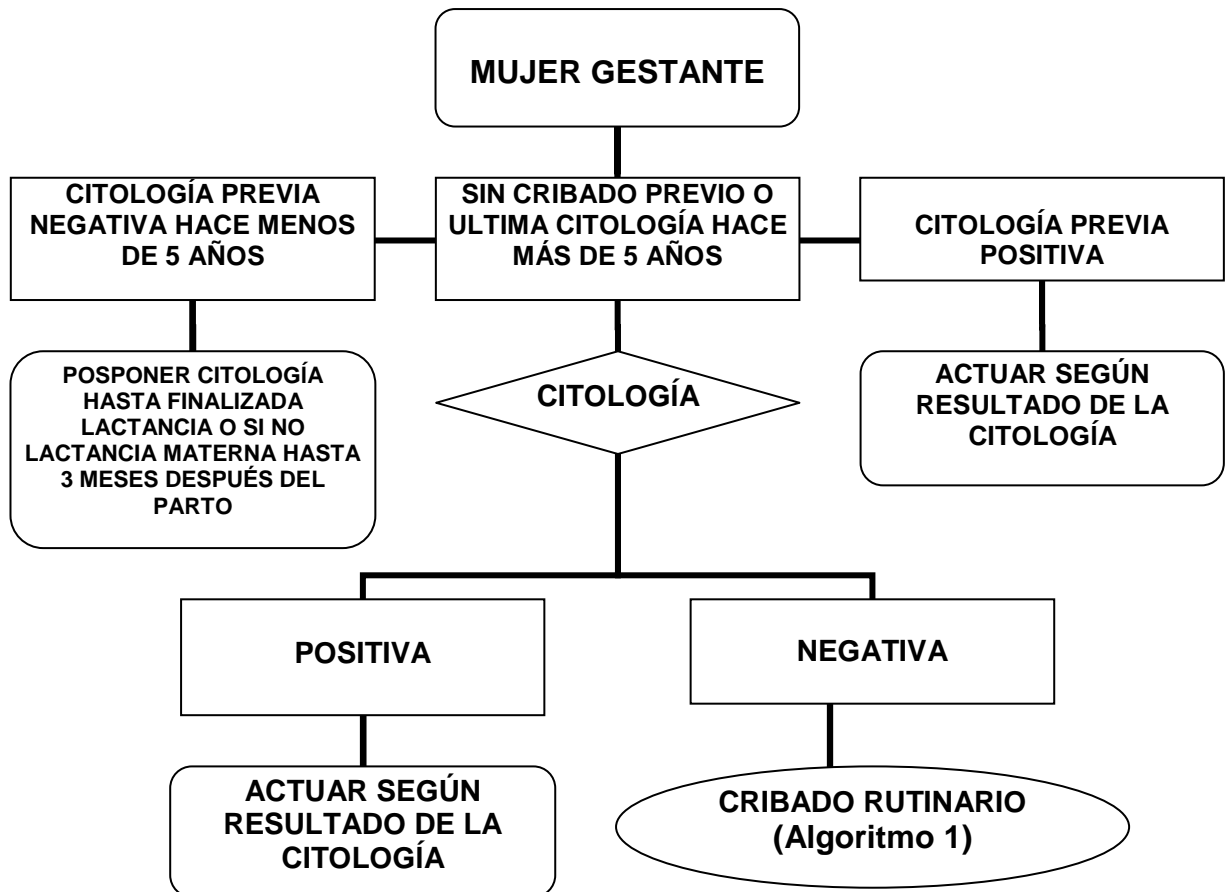 MUJER GESTANTE
CITOLOGÍA PREVIA
NEGATIVA HACE MENOS
DE 5 AÑOS
SIN CRIBADO PREVIO O
ULTIMA CITOLOGÍA HACE
MÁS DE 5 AÑOS
CITOLOGÍA PREVIA
POSITIVA
POSPONER CITOLOGÍA
HASTA FINALIZADA
LACTANCIA O SI NO
LACTANCIA MATERNA HASTA
3 MESES DESPUÉS DEL
PARTO
CITOLOGÍA
ACTUAR SEGÚN
RESULTADO DE LA
CITOLOGÍA
POSITIVA
NEGATIVA
ACTUAR SEGÚN
RESULTADO DE LA
CITOLOGÍA
CRIBADO RUTINARIO
(Algoritmo 1)